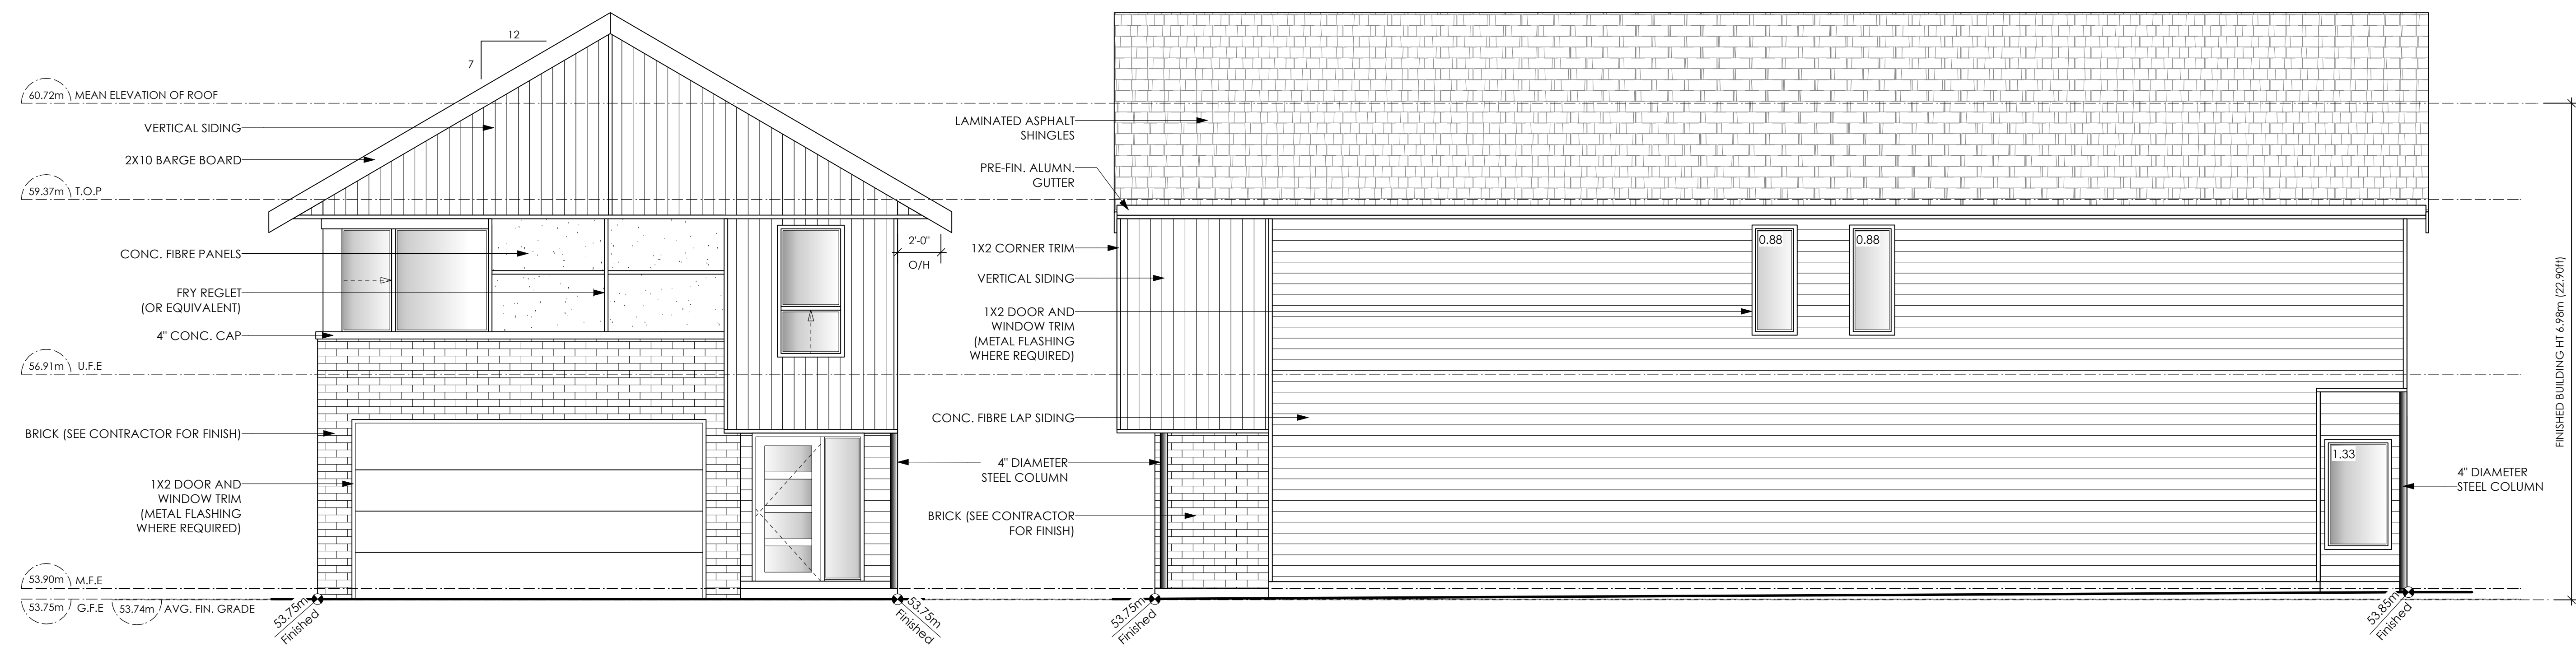 12
7
60.72m MEAN ELEVATION OF ROOF
VERTICAL SIDING
2X10 BARGE BOARD
59.37m T.O.P
CONC. FIBRE PANELS
FRY REGLET
(OR EQUIVALENT)
4" CONC. CAP
56.91m U.F.E
BRICK (SEE CONTRACTOR FOR FINISH)
1X2 DOOR AND
WINDOW TRIM
(METAL FLASHING
WHERE REQUIRED)
53.90m M.F.E
53.75m G.F.E 53.74m AVG. FIN. GRADE
53.75m
Finished
53.75m
Finished
2'-0"
O/H
LAMINATED ASPHALT
SHINGLES
PRE-FIN. ALUMN.
GUTTER
1X2 CORNER TRIM
VERTICAL SIDING
1X2 DOOR AND
WINDOW TRIM
(METAL FLASHING
WHERE REQUIRED)
CONC. FIBRE LAP SIDING
4" DIAMETER
STEEL COLUMN
BRICK (SEE CONTRACTOR
FOR FINISH)
53.75m
Finished
0.88
0.88
1.33
4" DIAMETER
STEEL COLUMN
53.85m
Finished
FINISHED BUILDING HT 6.98m (22.90ft)